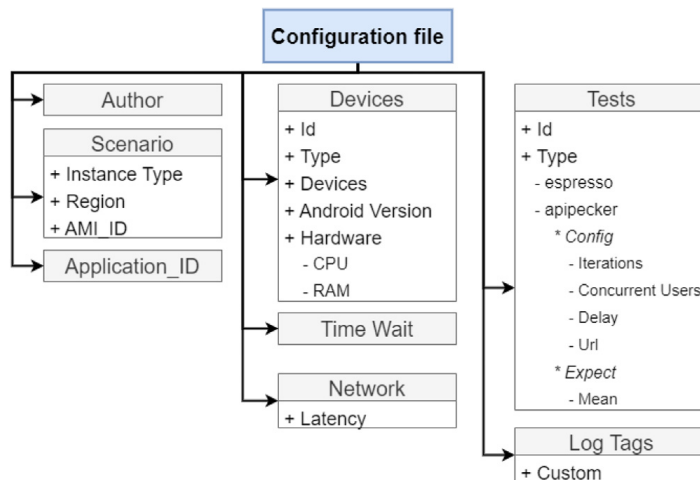 Configuration file
Author
Scenario
+ Instance Type
+ Region
+ AMI_ID
Application_ID
Devices
+ Id
+ Type
+ Devices
+ Android Version
+ Hardware
- CPU
- RAM
Time Wait
Network
+ Latency
Tests
+ Id
+ Type
- espresso
- apipecker
* Config
- Iterations
- Concurrent Users
- Delay
- Url
* Expect
- Mean
Log Tags
+ Custom